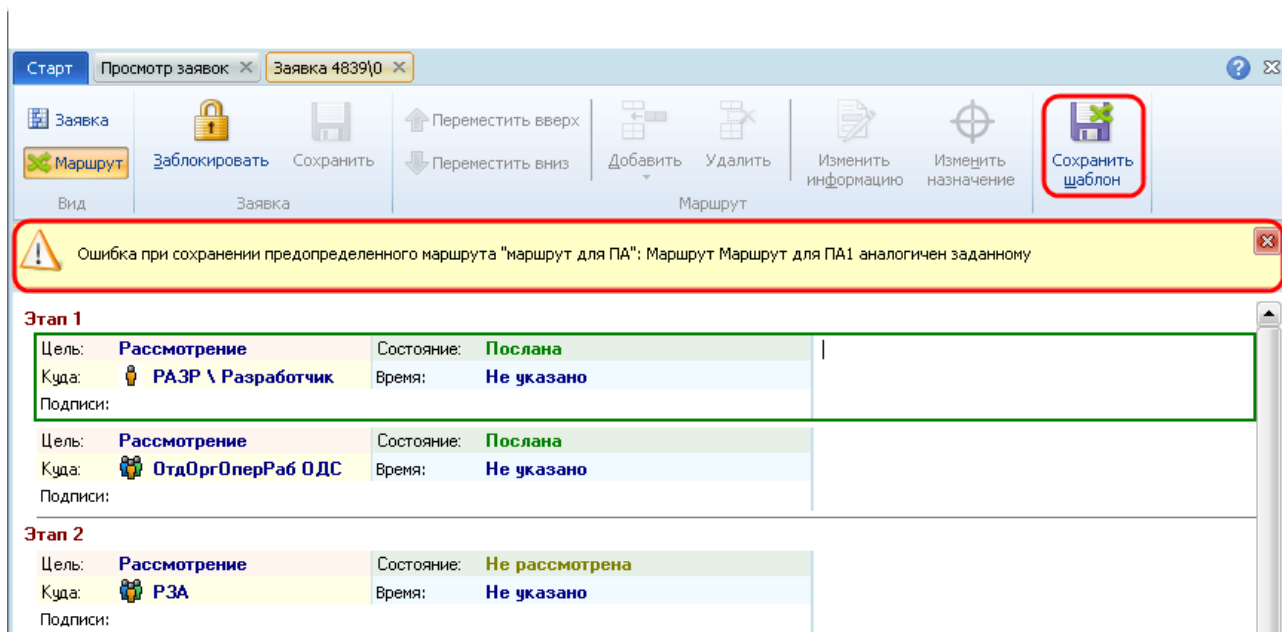 Старт Просмотр заявок Заявка 4839\0
Заявка
Маршрут
Вид
Заблокировать Сохранить
Заявка
Переместить вверх
Переместить вниз
Добавить Удалить
Изменить
информацию
Изменить
назначение
Маршрут
Сохранить
шаблон
Ошибка при сохранении предопределенного маршрута "маршрут для ПА": Маршрут Маршрут для ПА1 аналогичен заданному
Этап 1
Цель: Рассмотрение Состояние: Послана
Куда: РАЗР \ Разработчик Время: Не указано
Подписи:
Цель: Рассмотрение Состояние: Послана
Куда: ОтдОргОперРаб ОДС Время: Не указано
Подписи:
Этап 2
Цель: Рассмотрение Состояние: Не рассмотрена
Куда: РЗА Время: Не указано
Подписи: